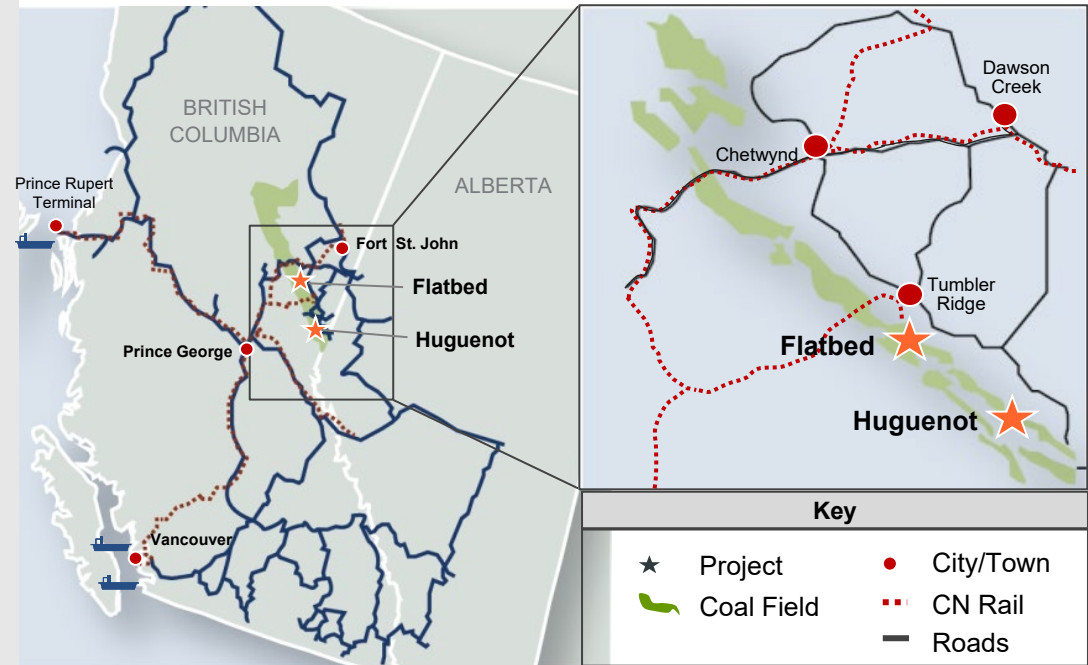 BRITISH
COLUMBIA
ALBERTA
Prince Rupert
Terminal
Fort St. John
Flatbed
Huguenot
Prince George
Vancouver
Dawson
Creek
Chetwynd
Tumbler
Ridge
Flatbed
Huguenot
Key
Project
City/Town
Coal Field
CN Rail
Roads